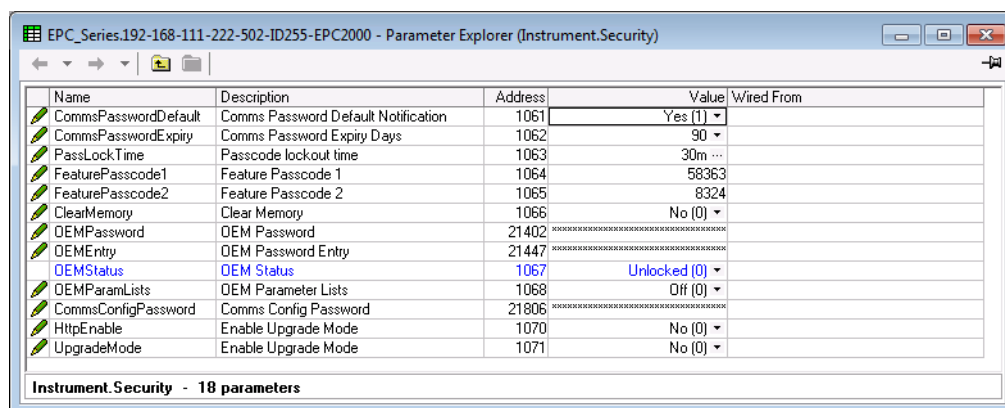 EPC_Series.192-168-111-222-502-ID255-EPC2000 - Parameter Explorer (Instrument.Security)
Name Description Address Value Wired From
CommsPasswordDefault Comms Password Default Notification 1061 Yes (1)
CommsPasswordExpiry Comms Password Expiry Days 1062 90
PassLockTime Passcode lockout time 1063 30m ...
FeaturePasscode1 Feature Passcode 1 1064 58363
FeaturePasscode2 Feature Passcode 2 1065 8324
ClearMemory Clear Memory 1066 No (0)
OEMPassword OEM Password 21402
OEMEntry OEM Password Entry 21447
OEMStatus OEM Status 1067 Unlocked (0)
OEMParamLists OEM Parameter Lists 1068 Off (0)
CommsConfigPassword Comms Config Password 21806
HttpEnable Enable Upgrade Mode 1070 No (0)
UpgradeMode Enable Upgrade Mode 1071 No (0)
Instrument.Security - 18 parameters